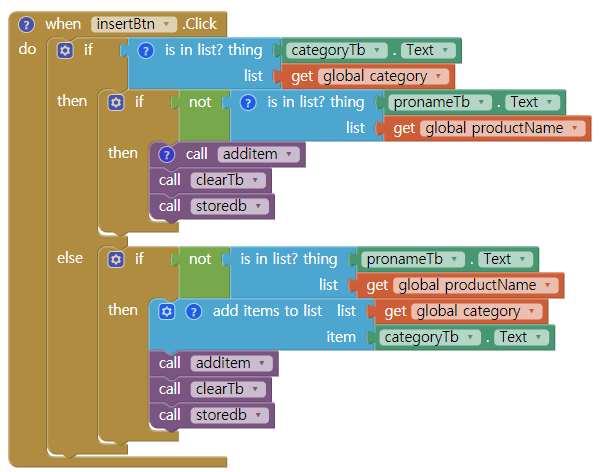 ? when insertBtn .Click
do if ? is in list? thing categoryTb . Text
list get global category
then if not ? is in list? thing pronameTb . Text
list get global productName
then ? call additem
call clearTb
call storedb
else if not is in list? thing pronameTb . Text
list get global productName
then ? add items to list list get global category
item categoryTb . Text
call additem
call clearTb
call storedb